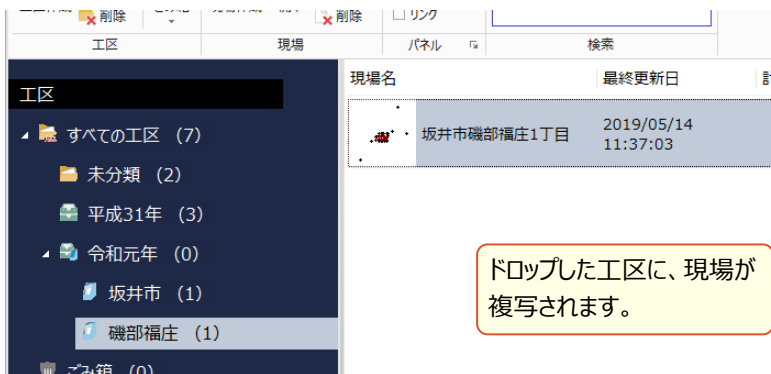 削除
削除
リンク
工区
現場
パネル
検索
工区
現場名
最終更新日
すべての工区 (7)
未分類 (2)
平成31年 (3)
令和元年 (0)
坂井市 (1)
磯部福庄 (1)
ごみ箱 (0)
坂井市磯部福庄1丁目
2019/05/14
11:37:03
ドロップした工区に、現場が
複写されます。